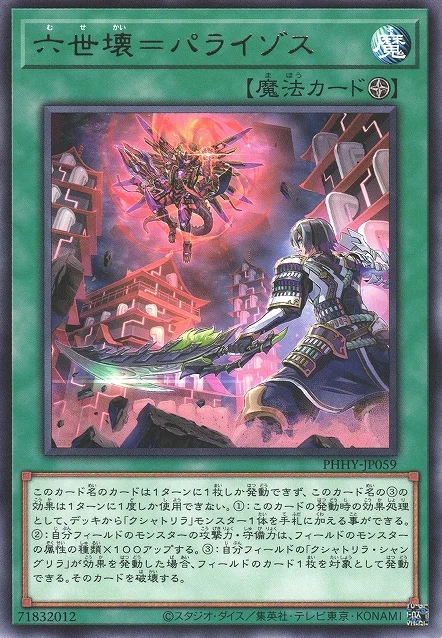 六世壊＝パライゾス
魔
【魔法カード】
PHHY-JP059
このカード名のカードは１ターンに１枚しか発動できず、このカード名の③の
効果は１ターンに１度しか使用できない。①：このカードの発動時の効果処理
として、デッキから「クシャトリラ」モンスター１体を手札に加える事ができる。
②：自分フィールドのモンスターの攻撃力・守備力は、フィールドのモンスター
の属性の種類×１００アップする。③：自分フィールドの「クシャトリラ・シャン
グリラ」が効果を発動した場合、フィールドのカード１枚を対象として発動
できる。そのカードを破壊する。
71832012
©スタジオ・ダイス／集英社・テレビ東京・KONAMI